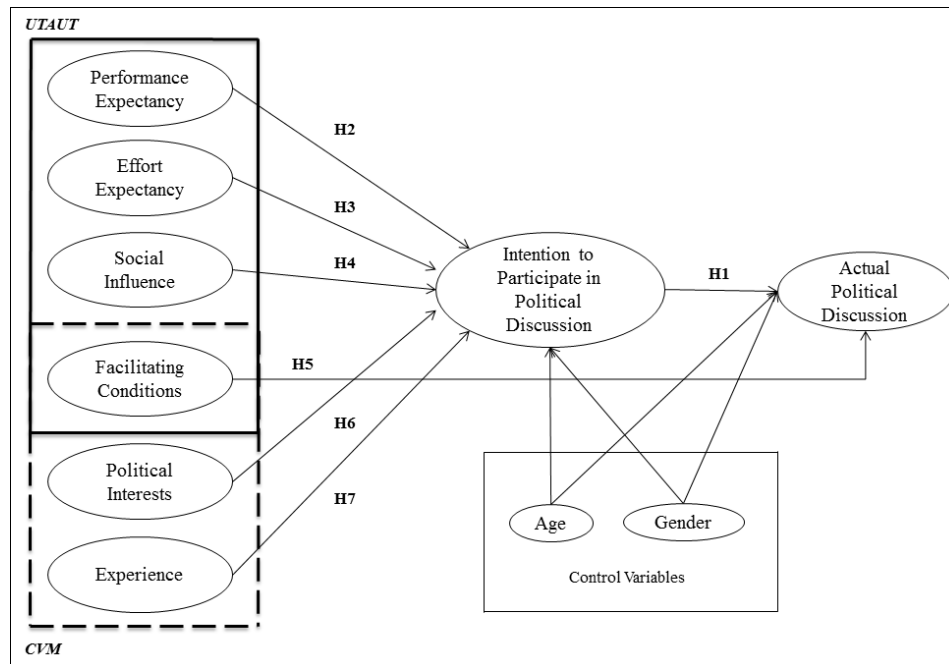 UTAUT
Performance
Expectancy
H2
Effort
Expectancy
H3
Social
Influence
H4
Intention to
Participate in
Political
Discussion
H1
Actual
Political
Discussion
Facilitating
Conditions
H5
Political
Interests
H6
Experience
H7
Age
Gender
Control Variables
CVM